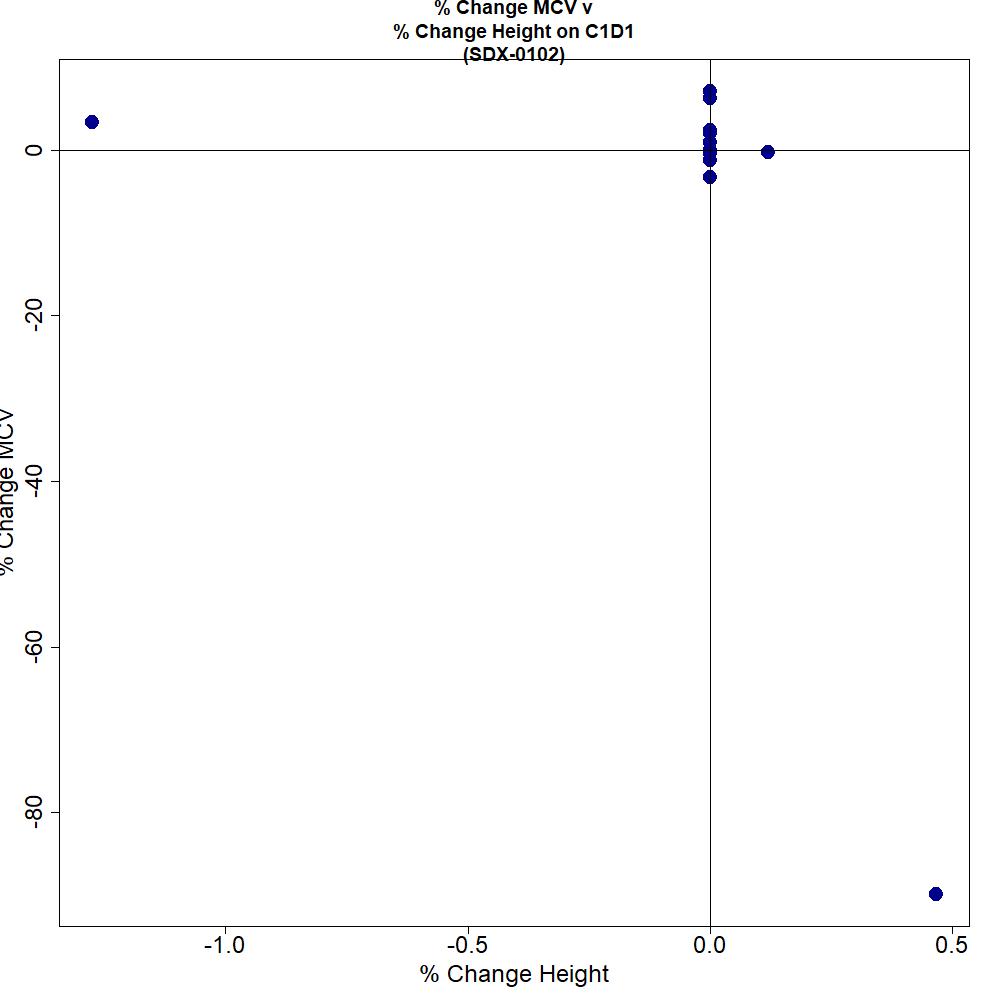 % Change MCV v
% Change Height on C1D1
(SDX-0102)
0
-20
-40
-60
-80
% Change MCV
-1.0
-0.5
0.0
0.5
% Change Height